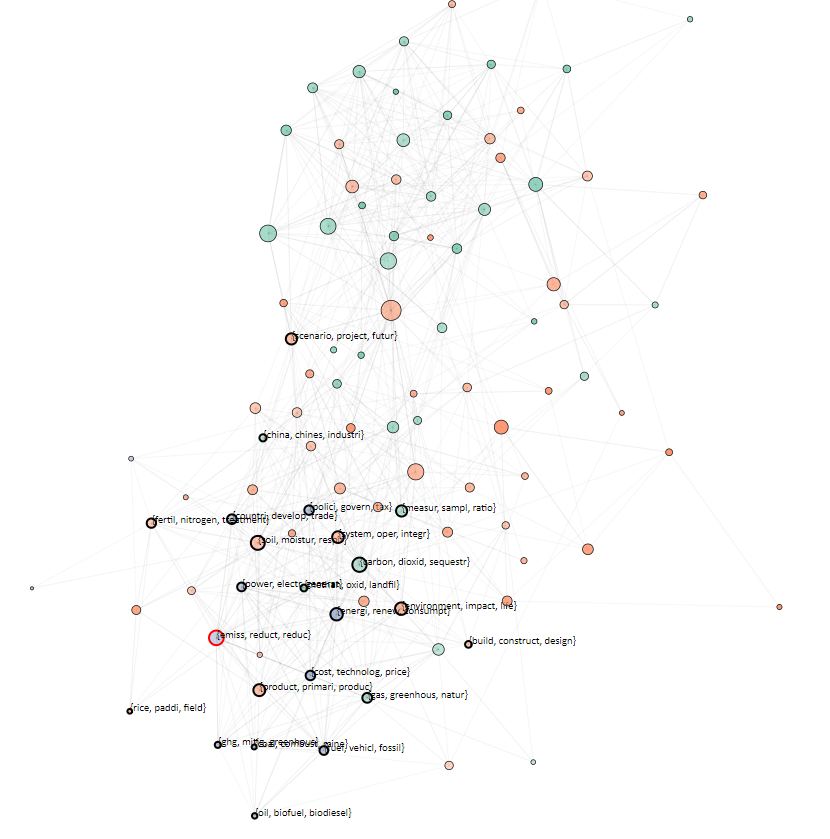 {scenario, project, futur}
{china, chines, industri}
{polici, govern, tax}
{measur, sampl, ratio}
{countri, develop, trade}
{fertil, nitrogen, treatment}
{system, oper, integr}
{soil, moistur, respir}
{carbon, dioxid, sequestr}
{power, electr, generat}
{methan, oxid, landfil}
{environment, impact, life}
{energi, renew, consumpt}
{emiss, reduct, reduc}
{build, construct, design}
{cost, technolog, price}
{product, primari, produc}
{gas, greenhous, natur}
{rice, paddi, field}
{ghg, mitig, greenhous}
{coal, combust, mine}
{fuel, vehicl, fossil}
{oil, biofuel, biodiesel}